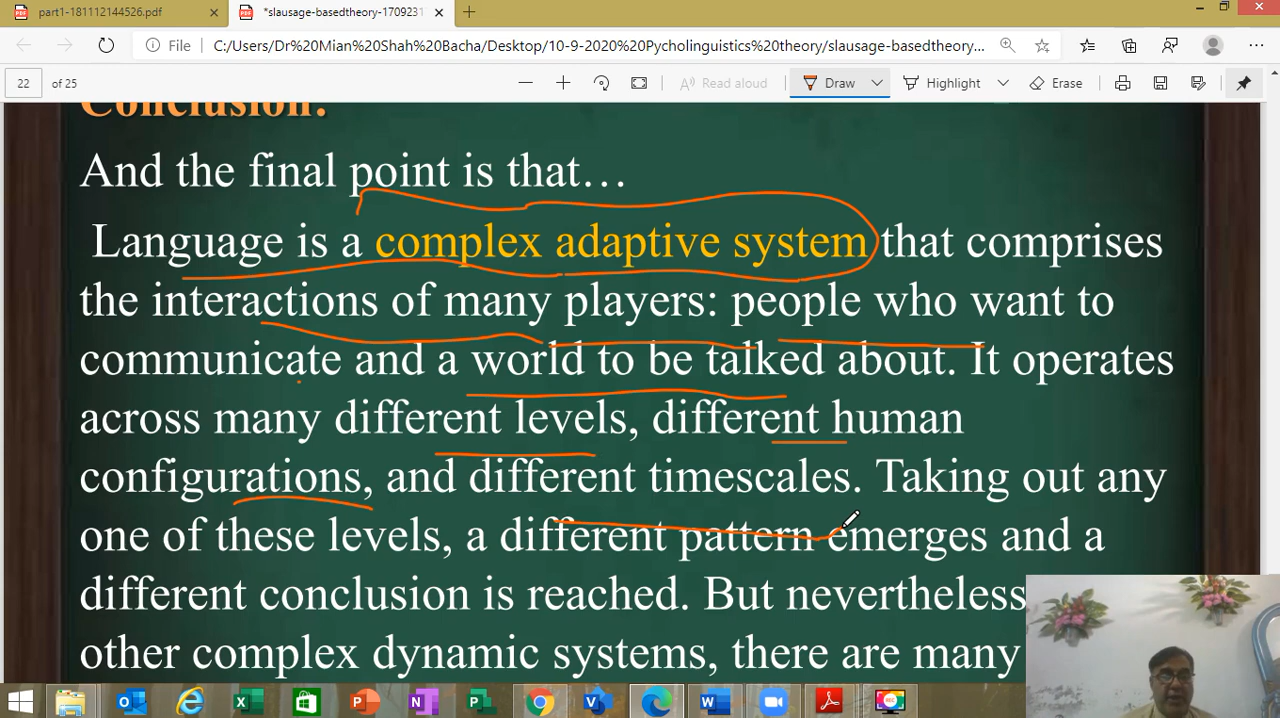 part1-181112144526.pdf
*slausage-basedtheory-1709231
File
C:/Users/Dr%20Mian%20Shah%20Bacha/Desktop/10-9-2020%20Pycholinguistics%20theory/slausage-basedtheory-...
22 of 25
Read aloud
Draw
Highlight
Erase
Conclusion:
And the final point is that…
Language is a complex adaptive system that comprises
the interactions of many players: people who want to
communicate and a world to be talked about. It operates
across many different levels, different human
configurations, and different timescales. Taking out any
one of these levels, a different pattern emerges and a
different conclusion is reached. But nevertheless
other complex dynamic systems, there are many